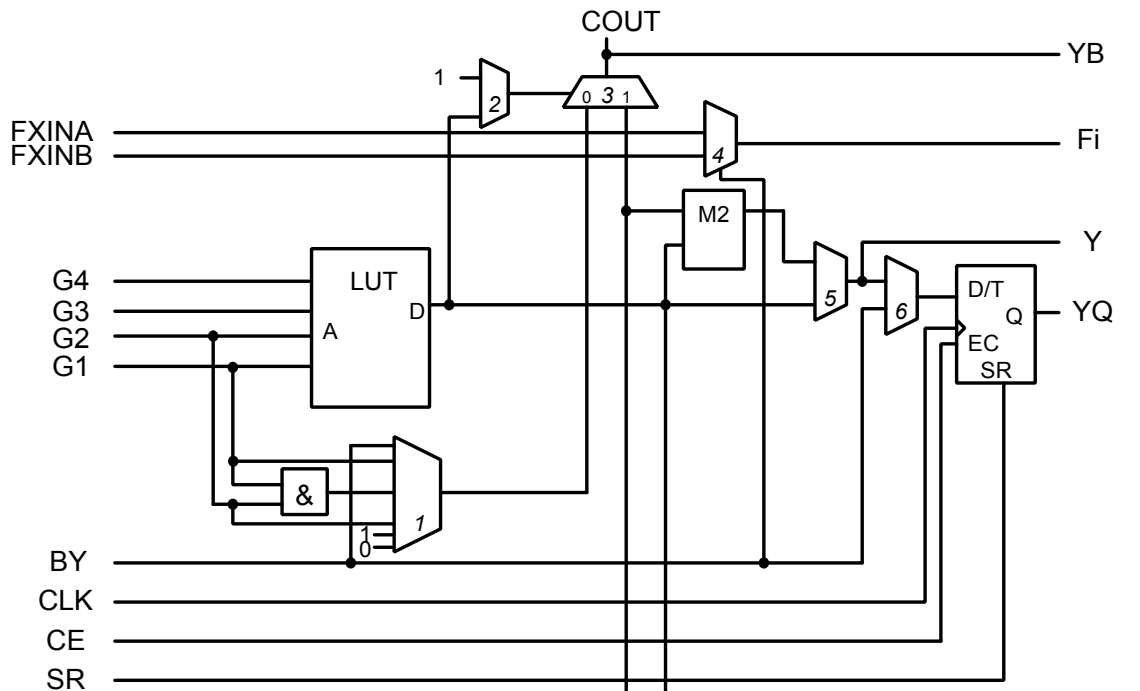 COUT
YB
1
2
0 3 1
FXINA
FXINB
4
Fi
M2
Y
G4
G3
G2
G1
LUT
A
D
5
6
D/T
Q
EC
SR
YQ
&
1
1
0
BY
CLK
CE
SR